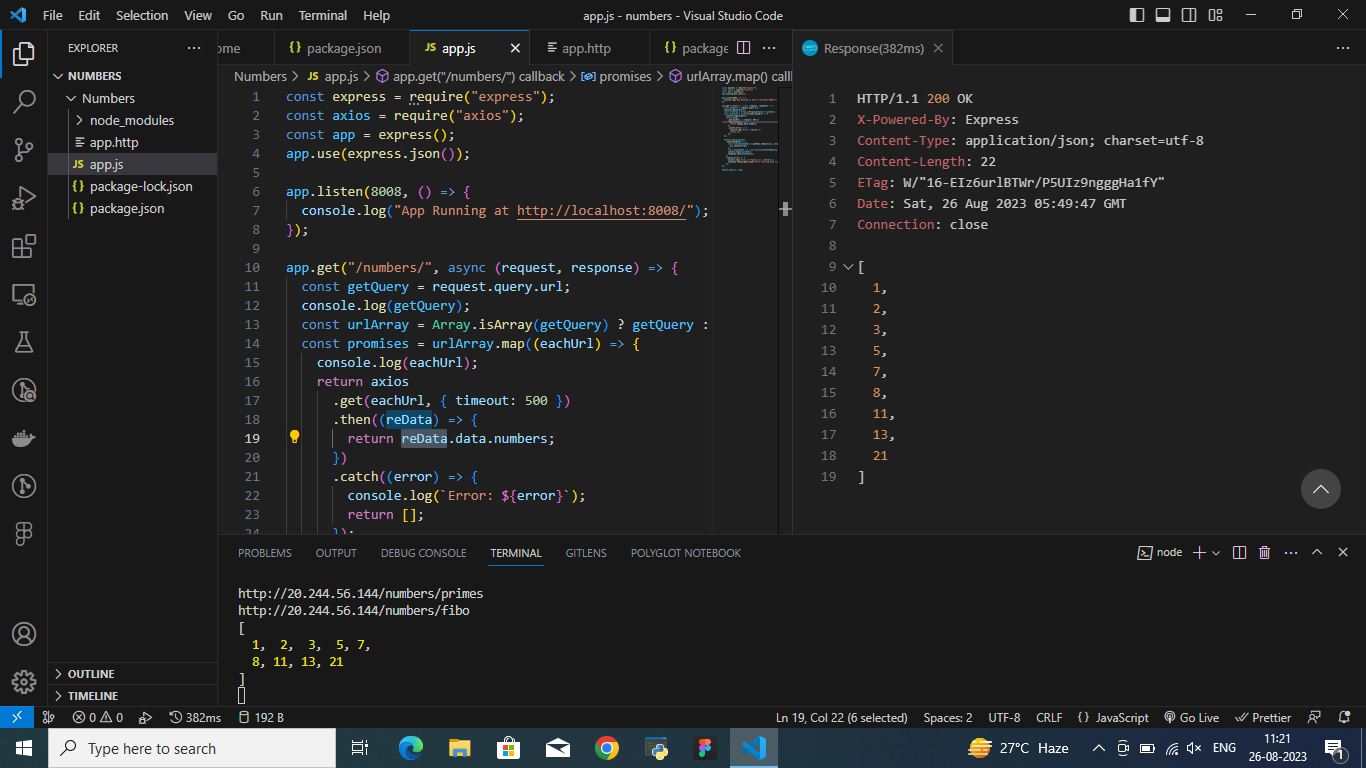 File Edit Selection View Go Run Terminal Help
app.js - numbers - Visual Studio Code
EXPLORER
NUMBERS
Numbers
node_modules
app.http
JS app.js
{} package-lock.json
{} package.json
OUTLINE
TIMELINE
ome
{} package.json
JS app.js
app.http
{} package
Numbers > JS app.js > app.get("/numbers/") callback > promises > urlArray.map() call
1 const express = require("express");
2 const axios = require("axios");
3 const app = express();
4 app.use(express.json());
5
6 app.listen(8008, () => {
7 console.log("App Running at http://localhost:8008/");
8 });
9
10 app.get("/numbers/", async (request, response) => {
11 const getQuery = request.query.url;
12 console.log(getQuery);
13 const urlArray = Array.isArray(getQuery) ? getQuery :
14 const promises = urlArray.map((eachUrl) => {
15 console.log(eachUrl);
16 return axios
17 .get(eachUrl, { timeout: 500 })
18 .then((reData) => {
19 return reData.data.numbers;
20 })
21 .catch((error) => {
22 console.log(`Error: ${error}`);
23 return [];
24 });
Response(382ms)
1 HTTP/1.1 200 OK
2 X-Powered-By: Express
3 Content-Type: application/json; charset=utf-8
4 Content-Length: 22
5 ETag: W/"16-EIz6urlBTWr/P5UIz9ngggHa1fY"
6 Date: Sat, 26 Aug 2023 05:49:47 GMT
7 Connection: close
8
9 [
10 1,
11 2,
12 3,
13 5,
14 7,
15 8,
16 11,
17 13,
18 21
19 ]
PROBLEMS OUTPUT DEBUG CONSOLE TERMINAL GITLENS POLYGLOT NOTEBOOK
node
http://20.244.56.144/numbers/primes
http://20.244.56.144/numbers/fibo
[
1, 2, 3, 5, 7,
8, 11, 13, 21
]
0 0 382ms 192 B
Ln 19, Col 22 (6 selected) Spaces: 2 UTF-8 CRLF {} JavaScript Go Live Prettier
Type here to search
27°C Haze
ENG
11:21
26-08-2023
1